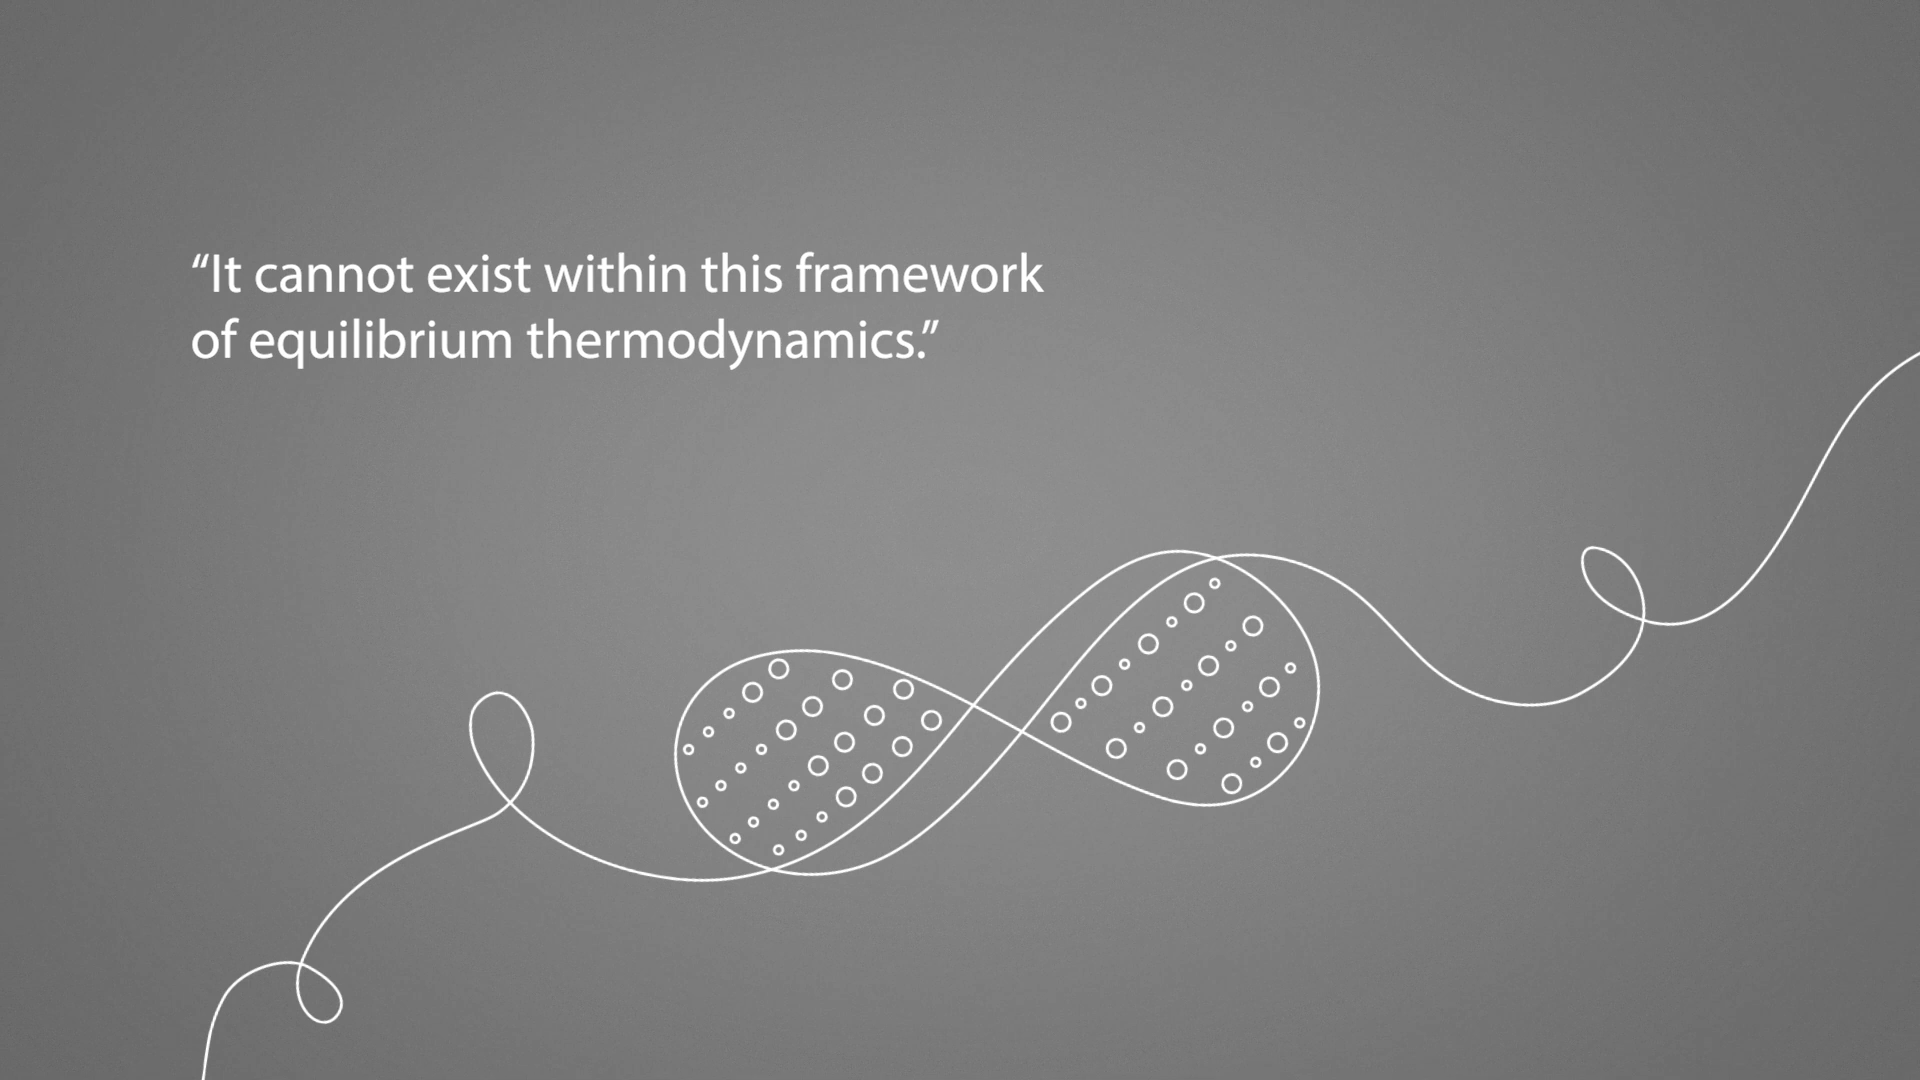 “It cannot exist within this framework
of equilibrium thermodynamics.”